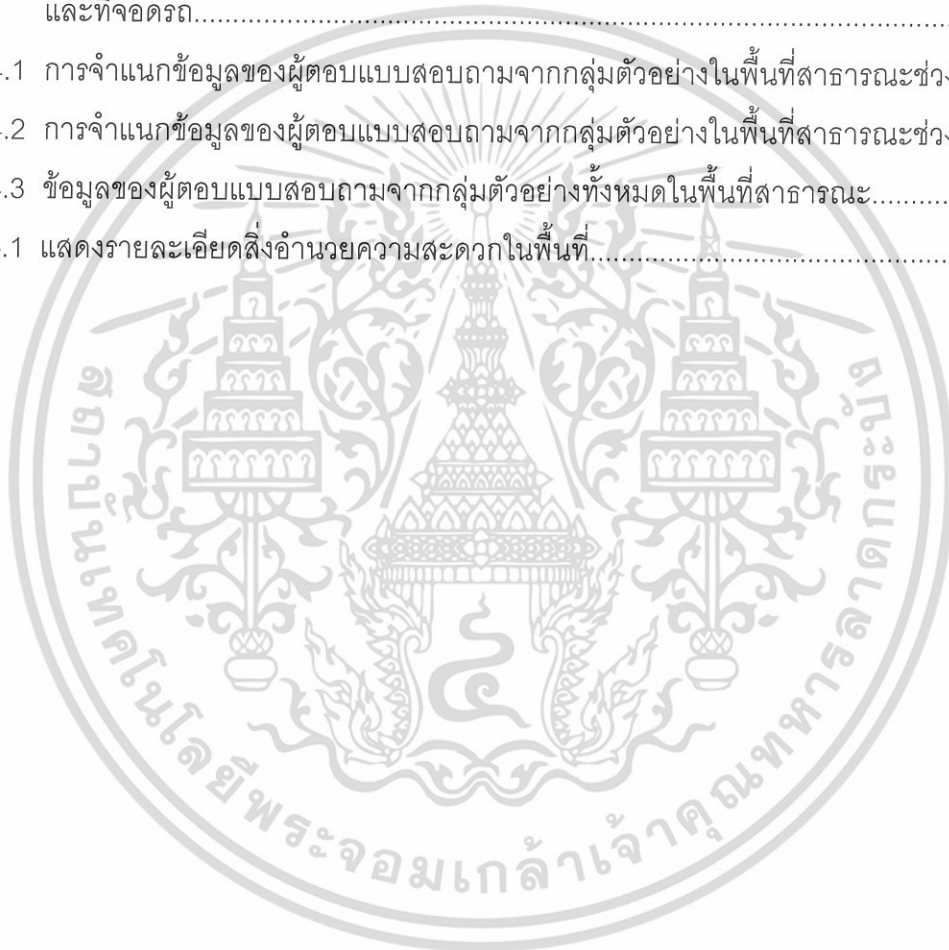 และที่จอดรถ
.1 การจำแนกข้อมูลของผู้ตอบแบบสอบถามจากกลุ่มตัวอย่างในพื้นที่สาธารณะช่วง
.2 การจำแนกข้อมูลของผู้ตอบแบบสอบถามจากกลุ่มตัวอย่างในพื้นที่สาธารณะช่วง
.3 ข้อมูลของผู้ตอบแบบสอบถามจากกลุ่มตัวอย่างทั้งหมดในพื้นที่สาธารณะ
.1 แสดงรายละเอียดสิ่งอำนวยความสะดวกในพื้นที่
สถาบันเทคโนโลยีพระจอมเกล้าเจ้าคุณทหารลาดกระบัง